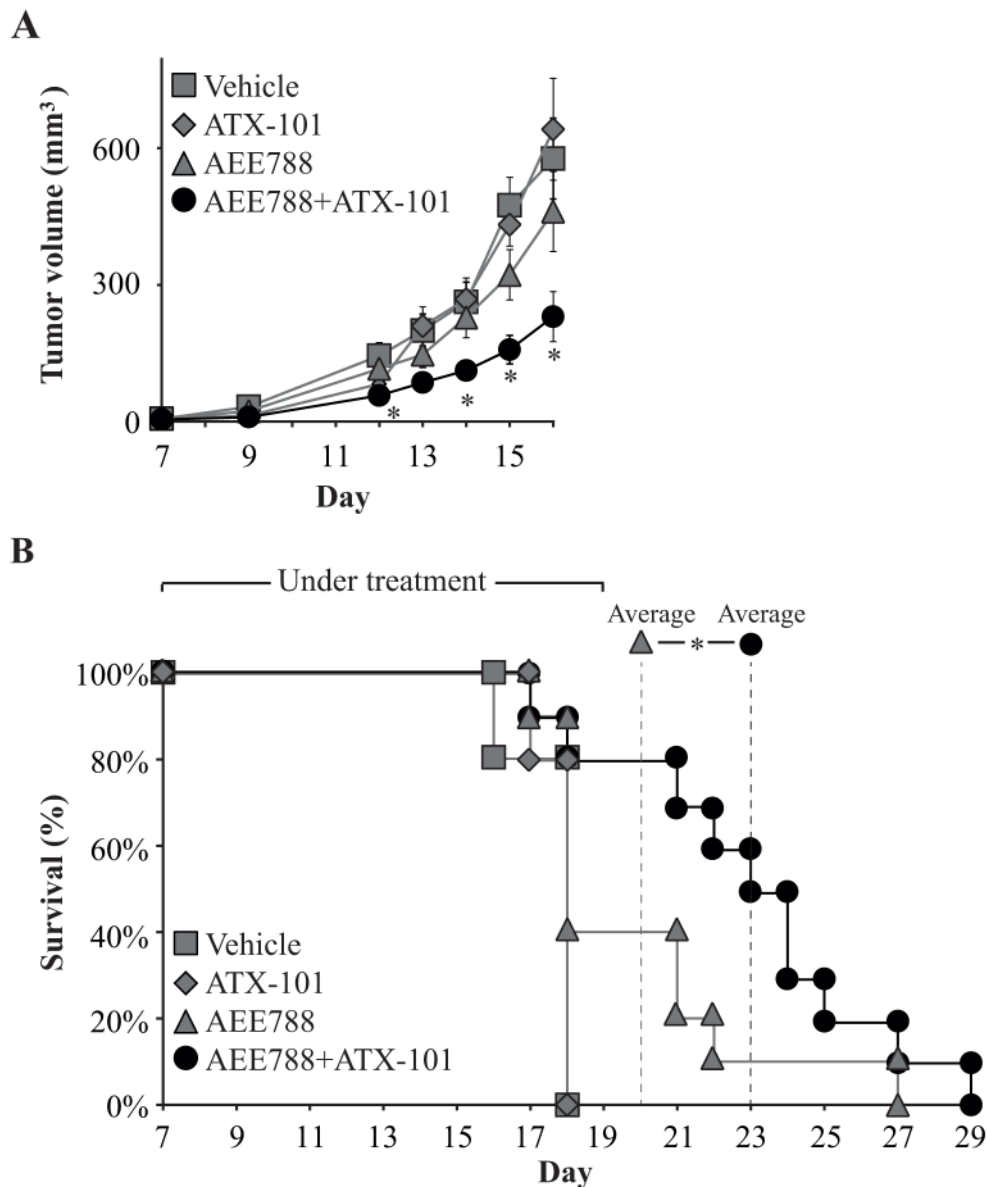 A
Tumor volume (mm³)
Vehicle
ATX-101
AEE788
AEE788+ATX-101
600
300
0
*
*
*
*
7 9 11 13 15
Day
B
Under treatment
Average Average
*
Survival (%)
100%
80%
60%
40%
20%
0%
Vehicle
ATX-101
AEE788
AEE788+ATX-101
7 9 11 13 15 17 19 21 23 25 27 29
Day